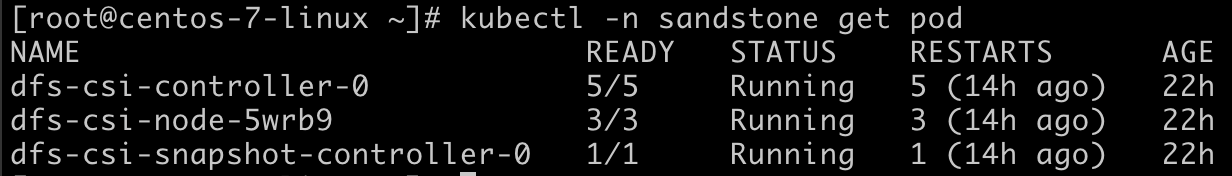 [root@centos-7-linux ~]# kubectl -n sandstone get pod
NAME READY STATUS RESTARTS AGE
dfs-csi-controller-0 5/5 Running 5 (14h ago) 22h
dfs-csi-node-5wrb9 3/3 Running 3 (14h ago) 22h
dfs-csi-snapshot-controller-0 1/1 Running 1 (14h ago) 22h